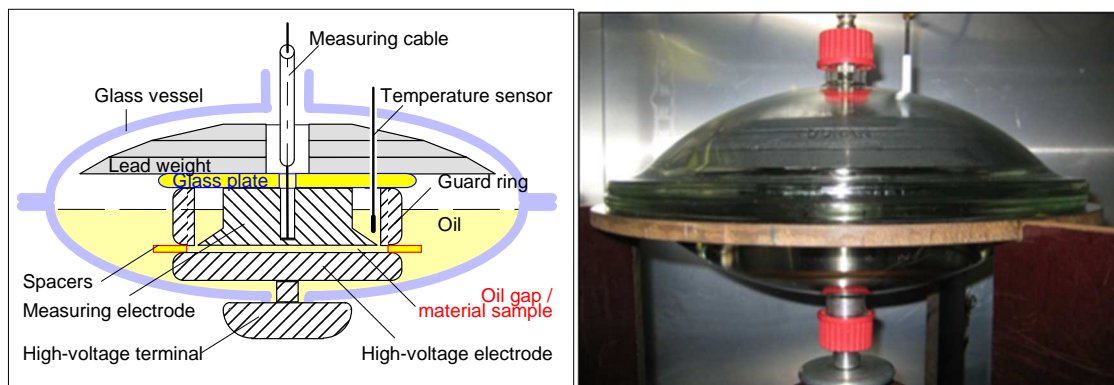 Measuring cable
Glass vessel
Temperature sensor
Lead weight
Glass plate
Guard ring
Oil
Spacers
Measuring electrode
Oil gap /
material sample
High-voltage terminal
High-voltage electrode
DURAN